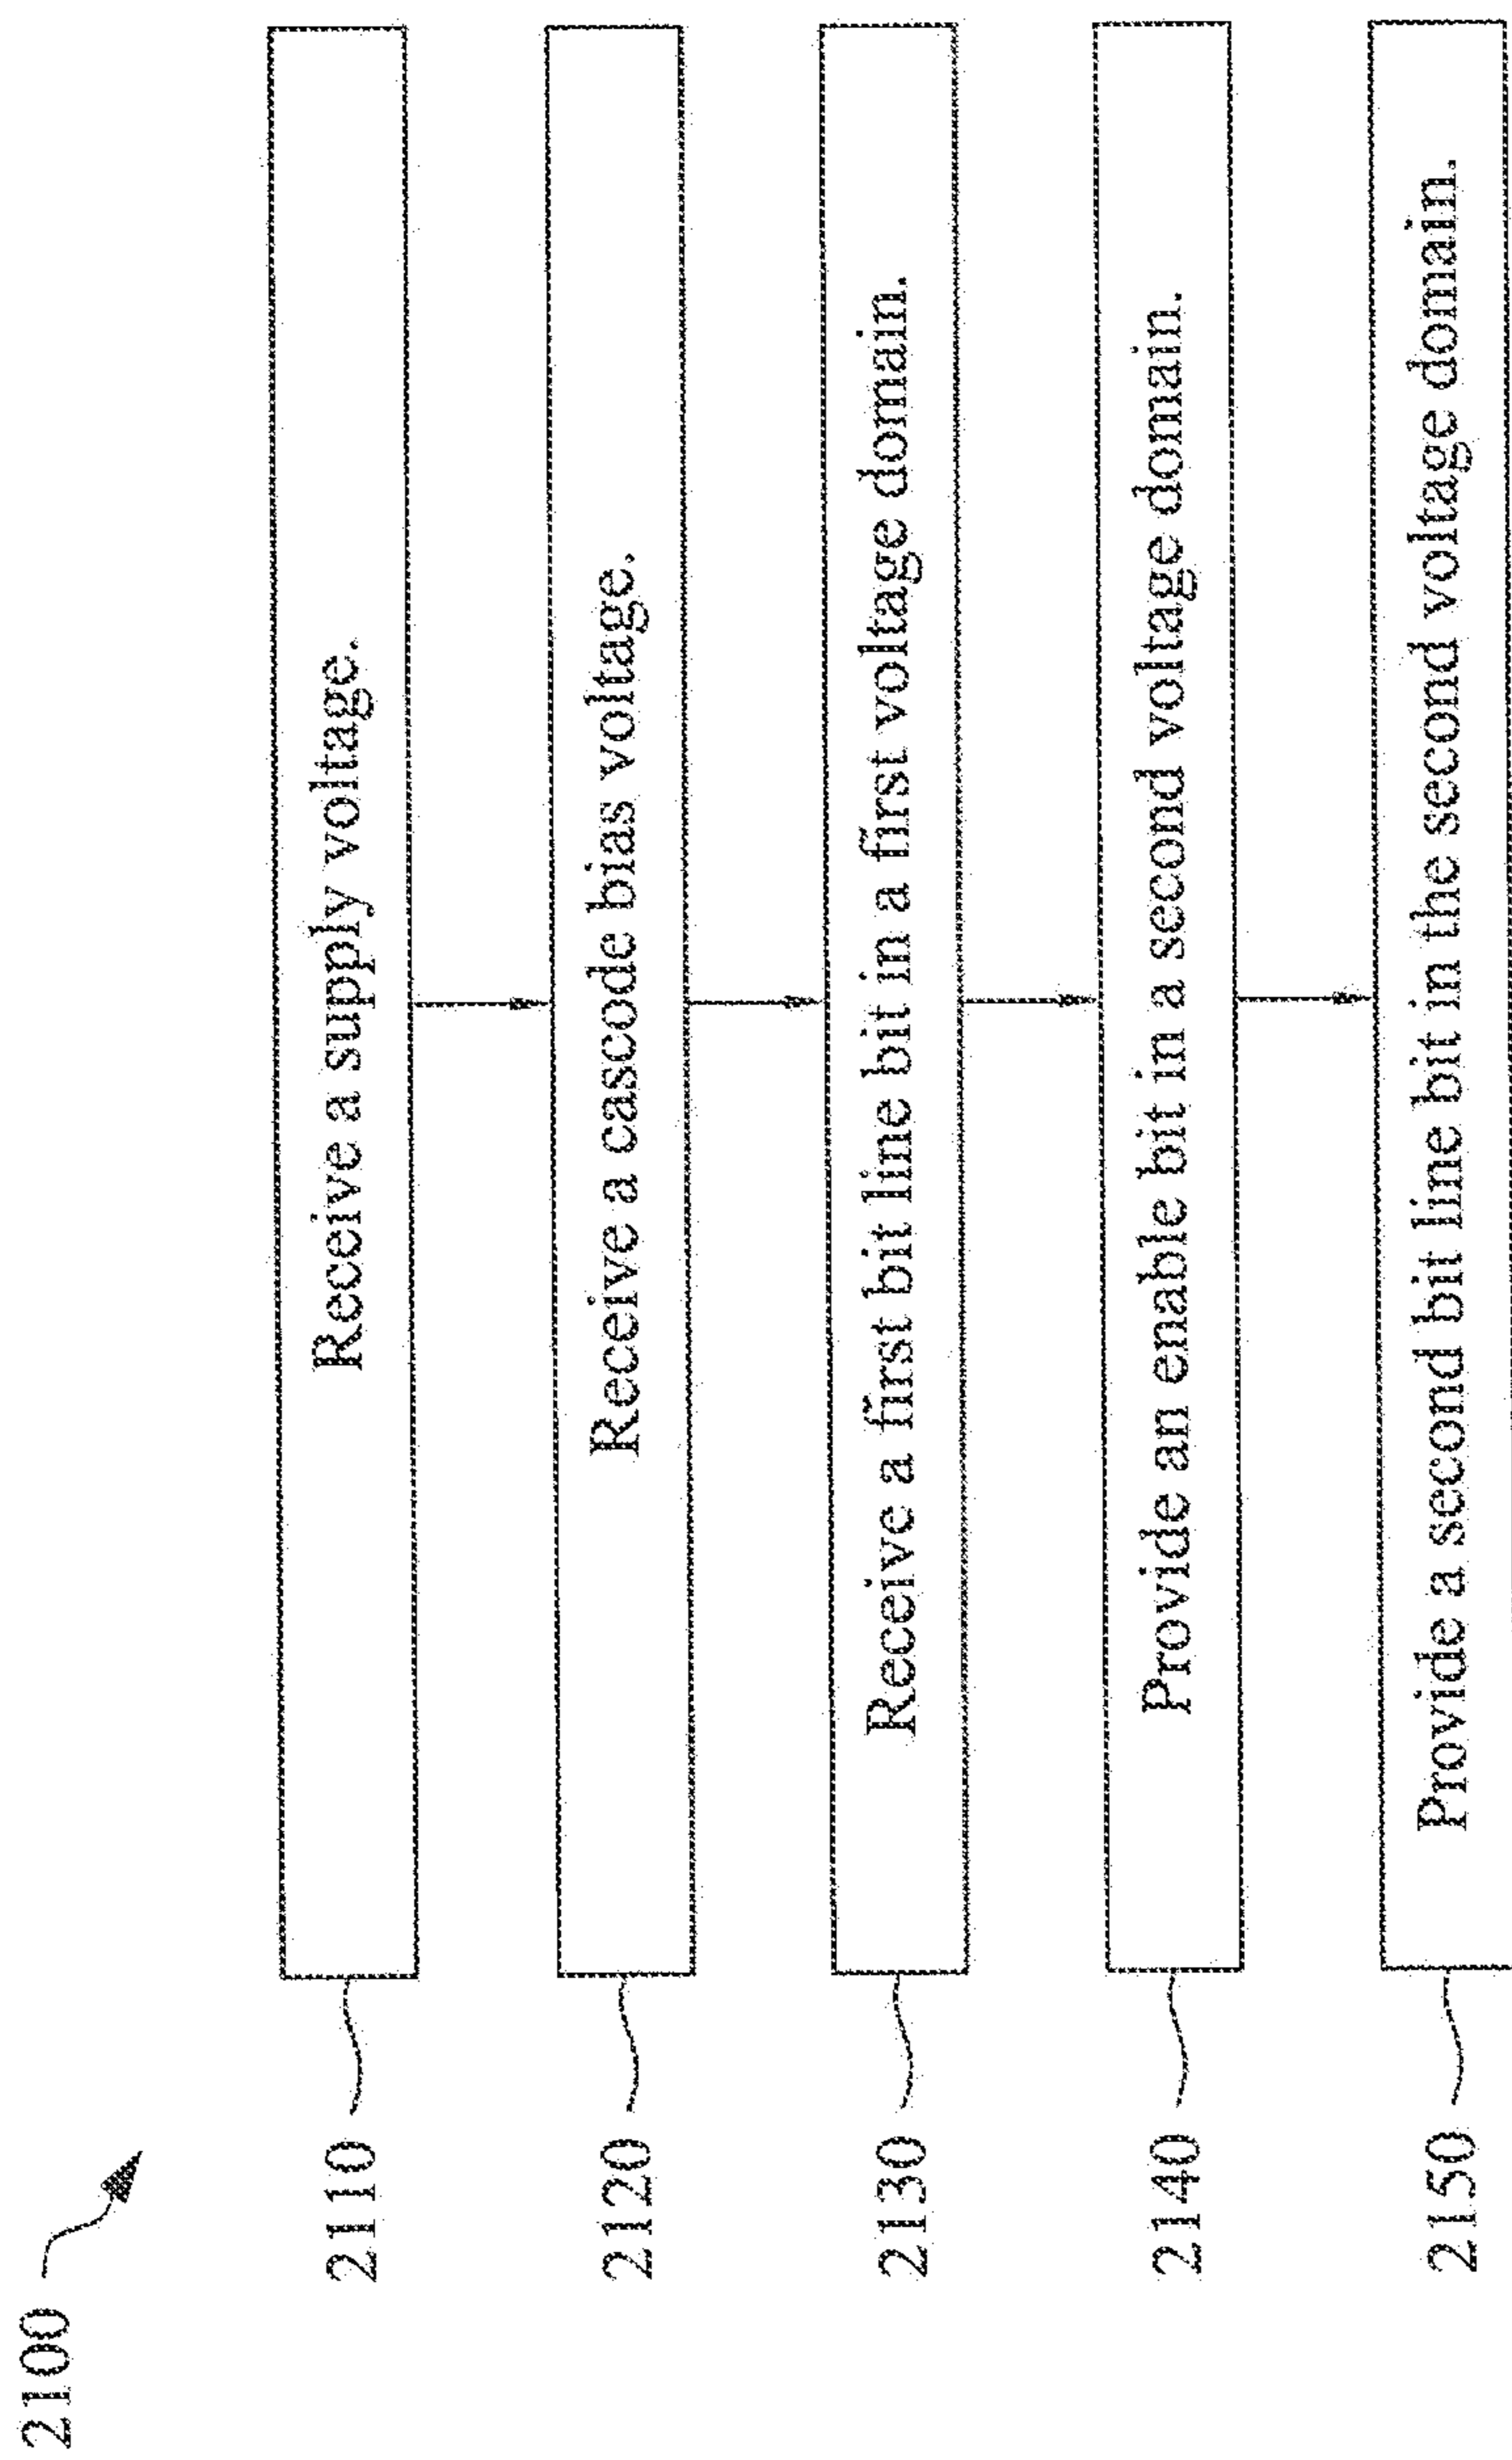 2100
2110
Receive a supply voltage.
2120
Receive a cascode bias voltage.
2130
Receive a first bit line bit in a first voltage domain.
2140
Provide an enable bit in a second voltage domain.
2150
Provide a second bit line bit in the second voltage domain.